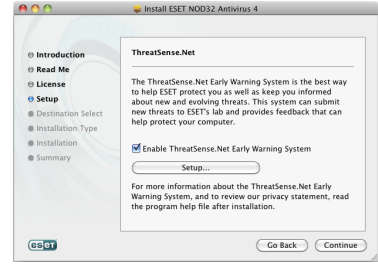 Install ESET NOD32 Antivirus 4
Introduction
Read Me
License
Setup
Destination Select
Installation Type
Installation
Summary
ThreatSense.Net
The ThreatSense.Net Early Warning System is the best way
to help ESET protect you as well as keep you informed
about new and evolving threats. This system can submit
new threats to ESET's lab and provides feedback that can
help protect your computer.
Enable ThreatSense.Net Early Warning System
Setup...
For more information about the ThreatSense.Net Early
Warning System, and to review our privacy statement, read
the program help file after installation.
eseT
Go Back
Continue